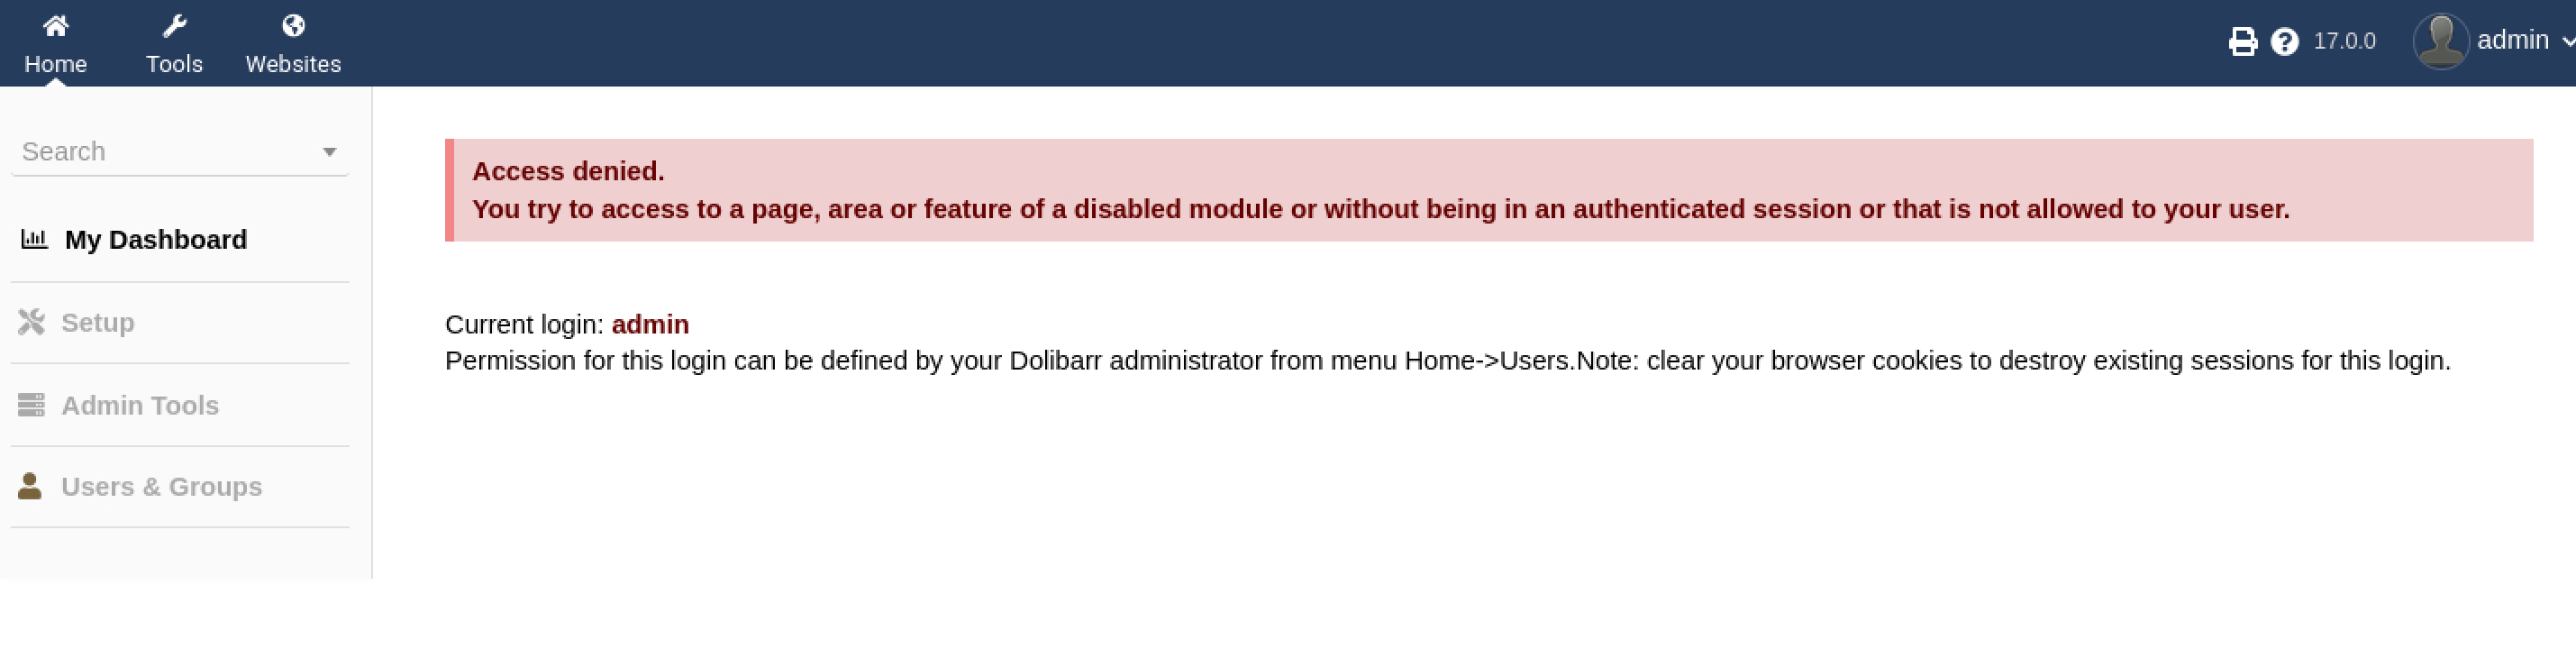 Home
Tools
Websites
17.0.0
admin
Search
My Dashboard
Setup
Admin Tools
Users & Groups
Access denied.
You try to access to a page, area or feature of a disabled module or without being in an authenticated session or that is not allowed to your user.
Current login: admin
Permission for this login can be defined by your Dolibarr administrator from menu Home->Users.Note: clear your browser cookies to destroy existing sessions for this login.